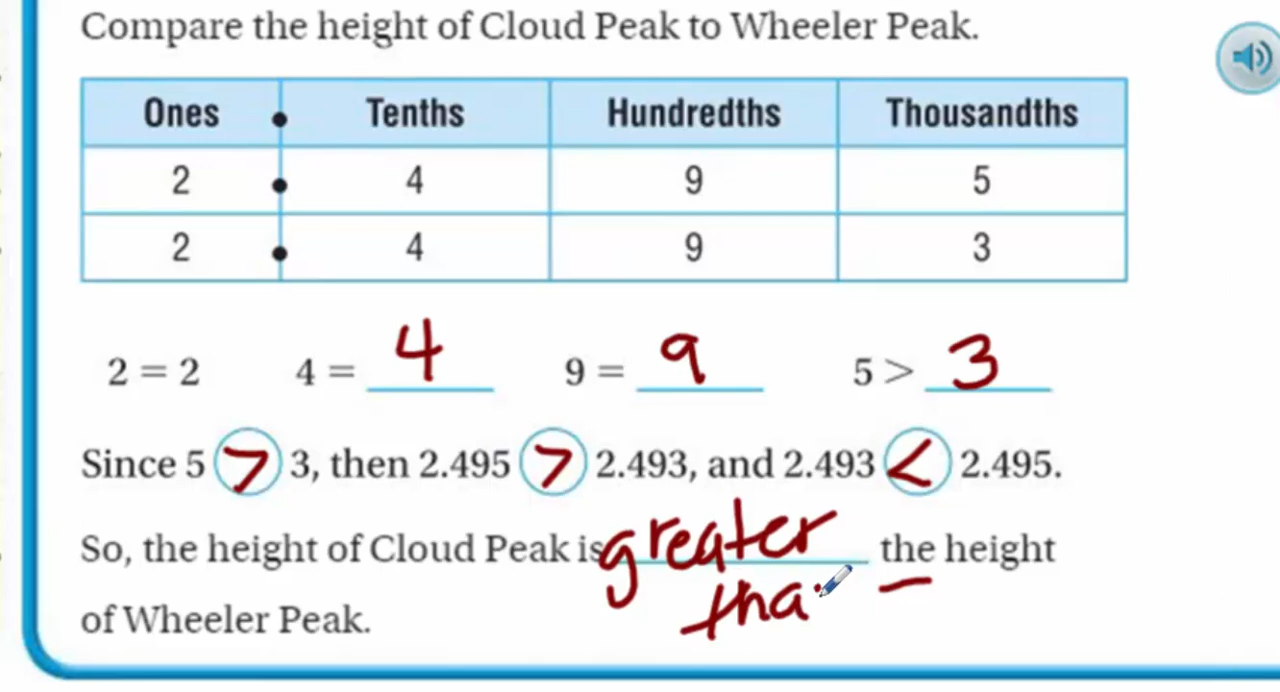 Compare the height of Cloud Peak to Wheeler Peak.
Ones • Tenths Hundredths Thousandths
2 • 4 9 5
2 • 4 9 3
2 = 2 4 = 4 9 = 9 5 > 3
Since 5 > 3, then 2.495 > 2.493, and 2.493 < 2.495.
So, the height of Cloud Peak is greater the height
tha
of Wheeler Peak.